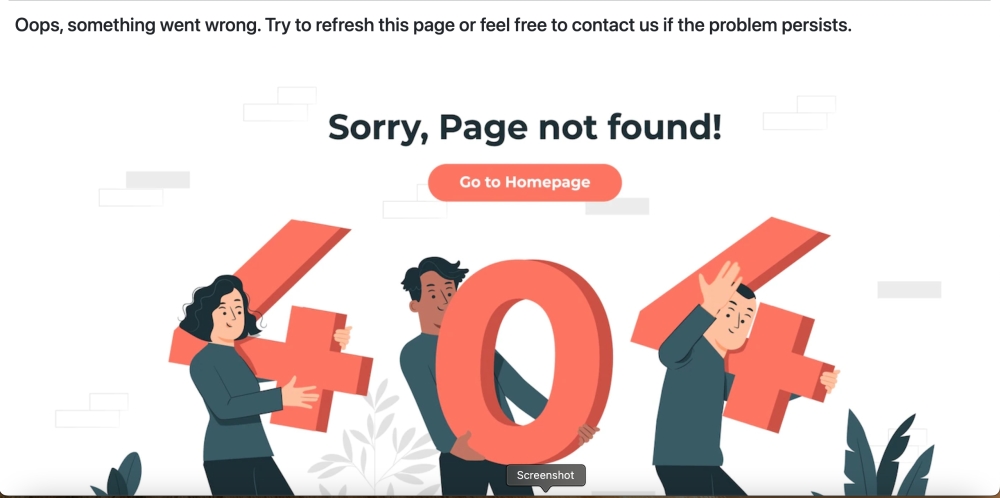 Oops, something went wrong. Try to refresh this page or feel free to contact us if the problem persists.
Sorry, Page not found!
Go to Homepage
404
Screenshot